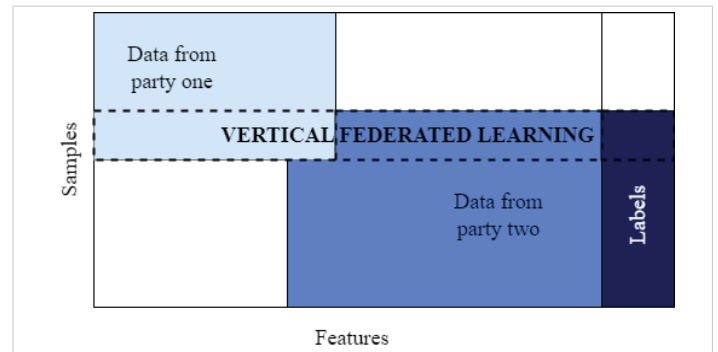 Data from
party one
VERTICAL FEDERATED LEARNING
Samples
Data from
party two
Labels
Features